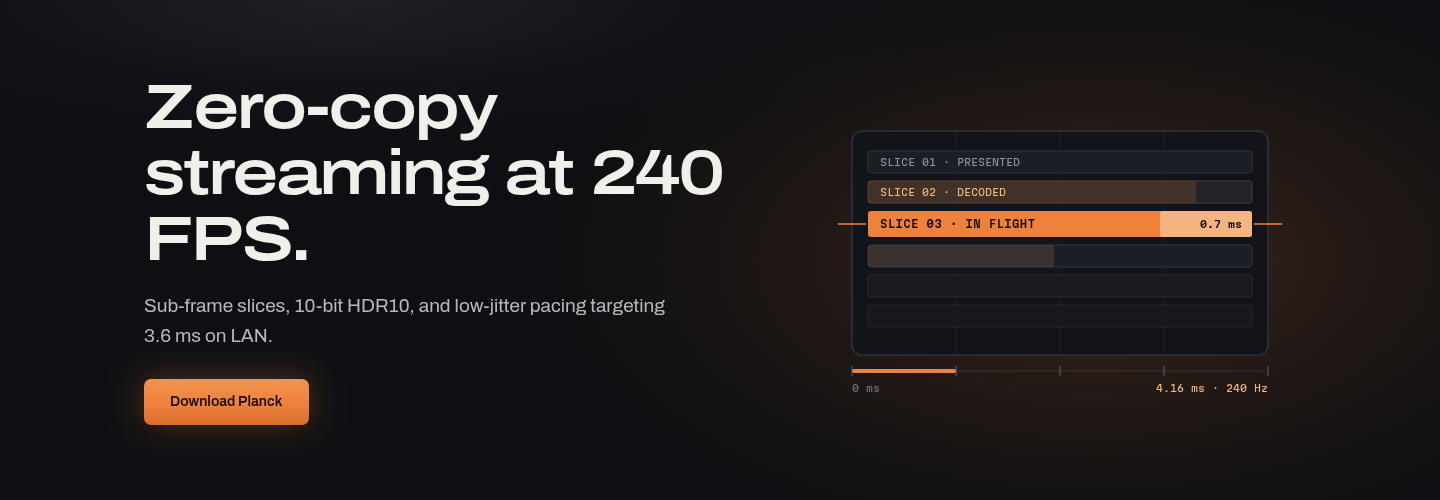 Zero-copy
streaming at 240
FPS.
Sub-frame slices, 10-bit HDR10, and low-jitter pacing targeting
3.6 ms on LAN.
Download Planck
SLICE 01 · PRESENTED
SLICE 02 · DECODED
SLICE 03 · IN FLIGHT 0.7 ms
0 ms 4.16 ms · 240 Hz